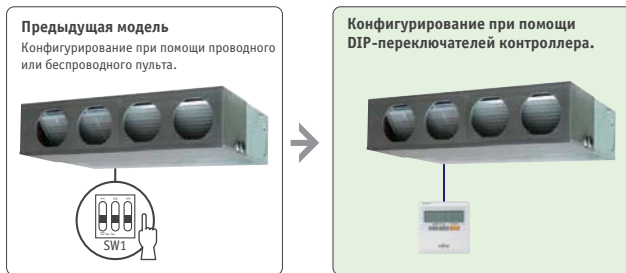 Предыдущая модель
Конфигурирование при помощи проводного
или беспроводного пульта.
SW1
Конфигурирование при помощи
DIP-переключателей контроллера.